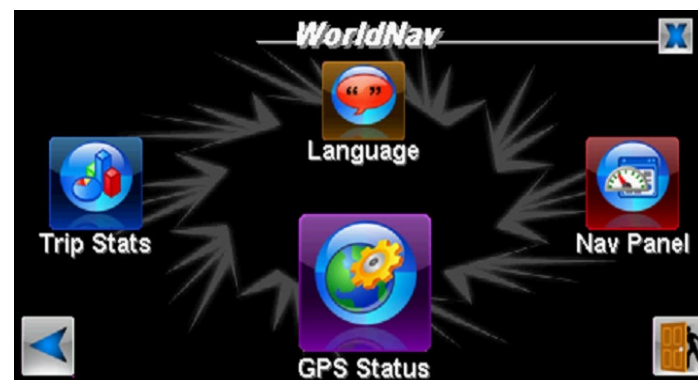 WorldNav
X
“ ”
Language
Trip Stats
Nav Panel
GPS Status